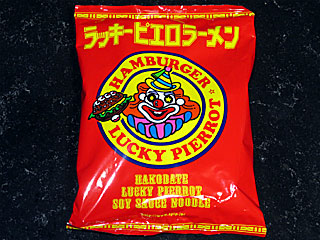 ラッキーピエロラーメン
HAMBURGER
LUCKY PIERROT
HAKODATE
LUCKY PIERROT
SOY SAUCE NOODLE